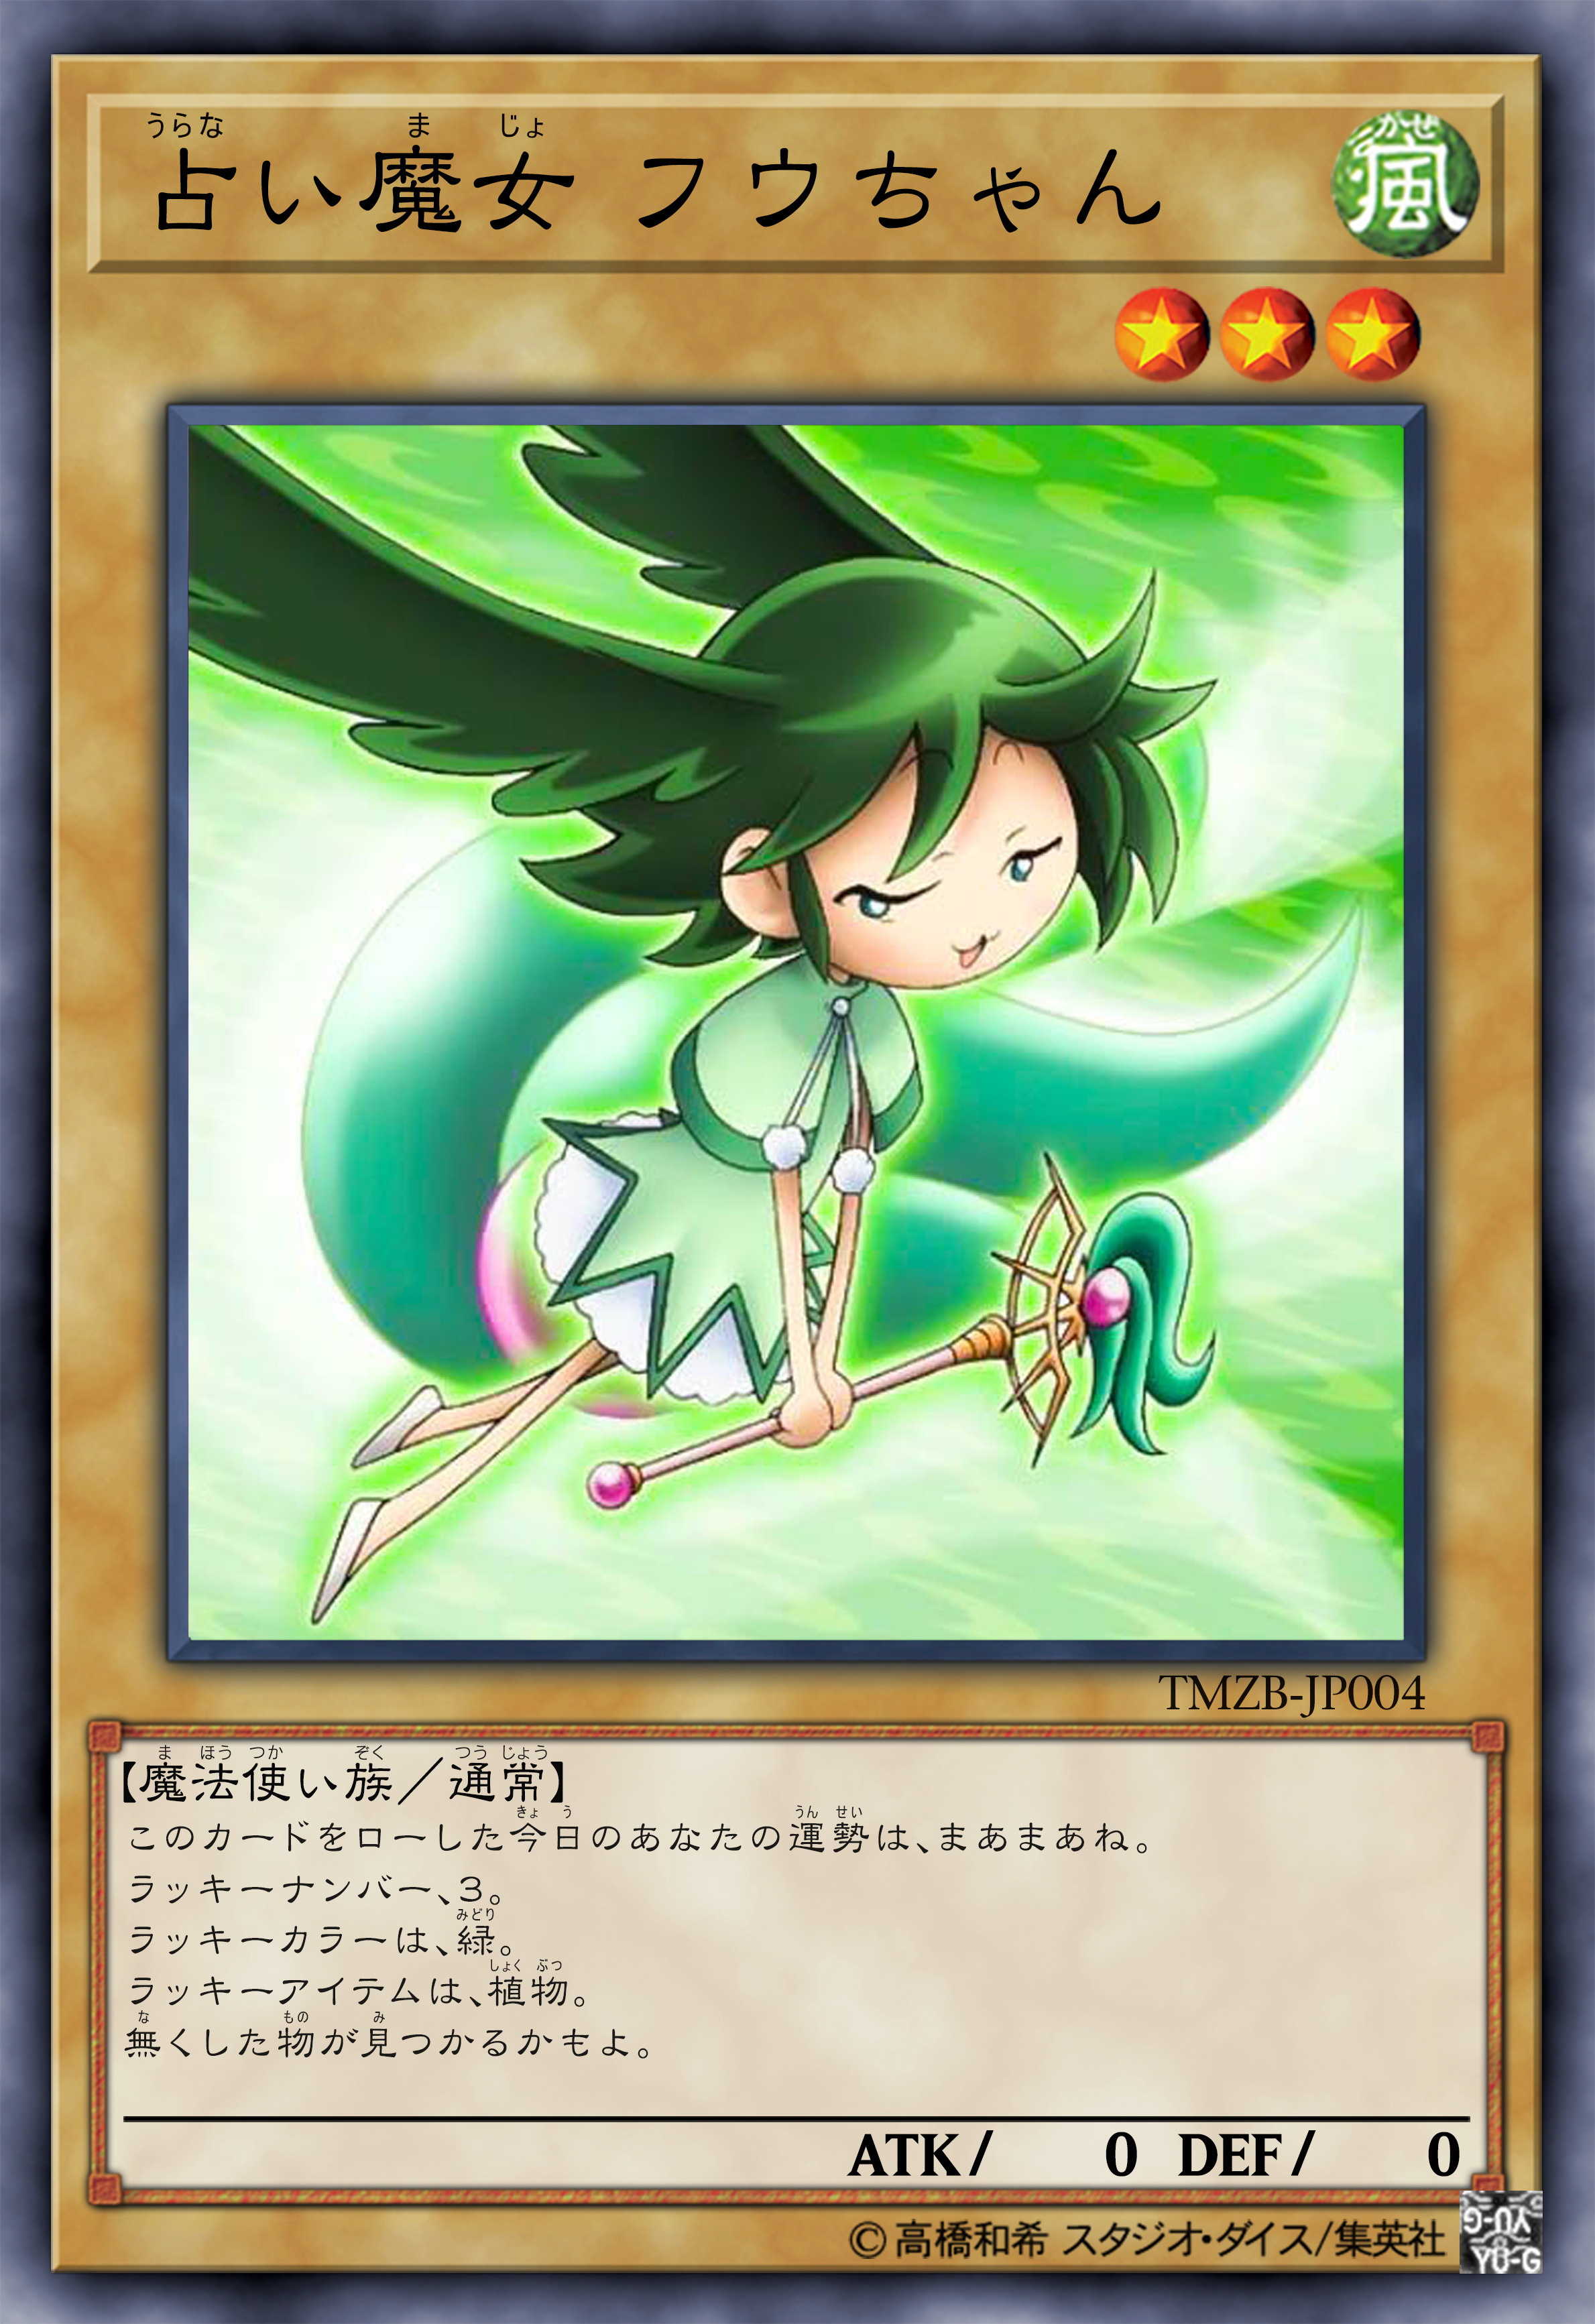 占い魔女 フウちゃん
風
TMZB-JP004
【魔法使い族／通常】
このカードをローした今日のあなたの運勢は、まあまあね。
ラッキーナンバー、3。
ラッキーカラーは、緑。
ラッキーアイテムは、植物。
無くした物が見つかるかもよ。
ATK/ 0 DEF/ 0
©高橋和希 スタジオ・ダイス/集英社